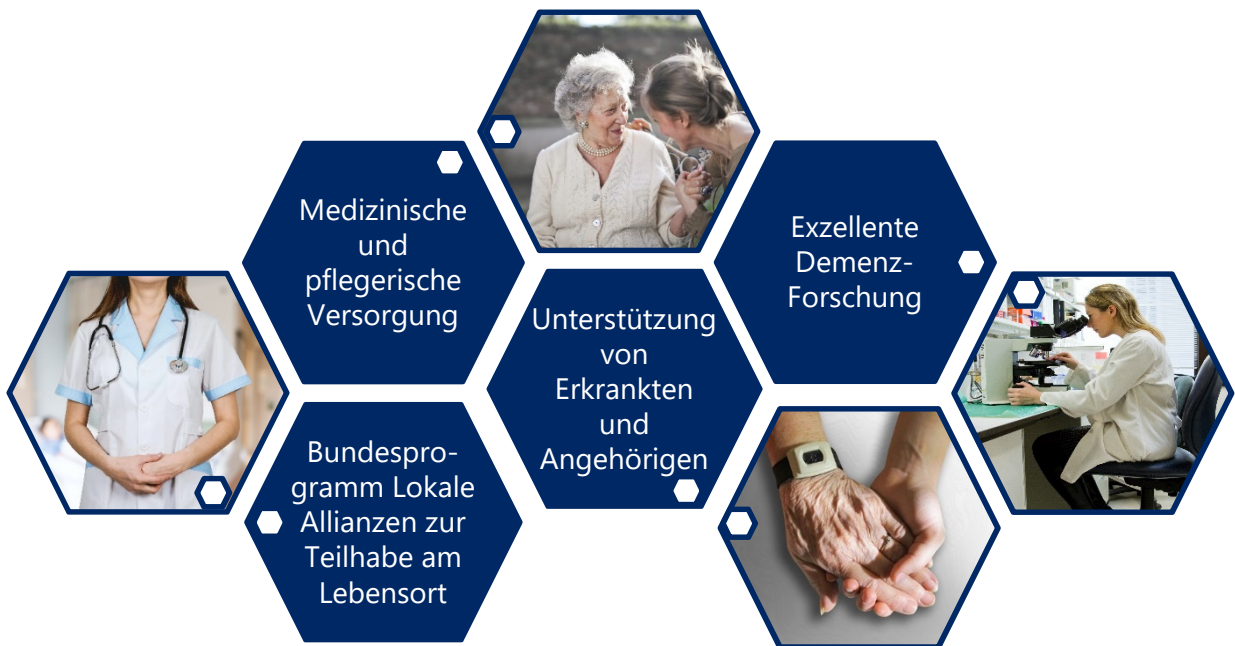 Medizinische
und
pflegerische
Versorgung
Unterstützung
von
Erkrankten
und
Angehörigen
Exzellente
Demenz-
Forschung
Bundespro-
gramm Lokale
Allianzen zur
Teilhabe am
Lebensort